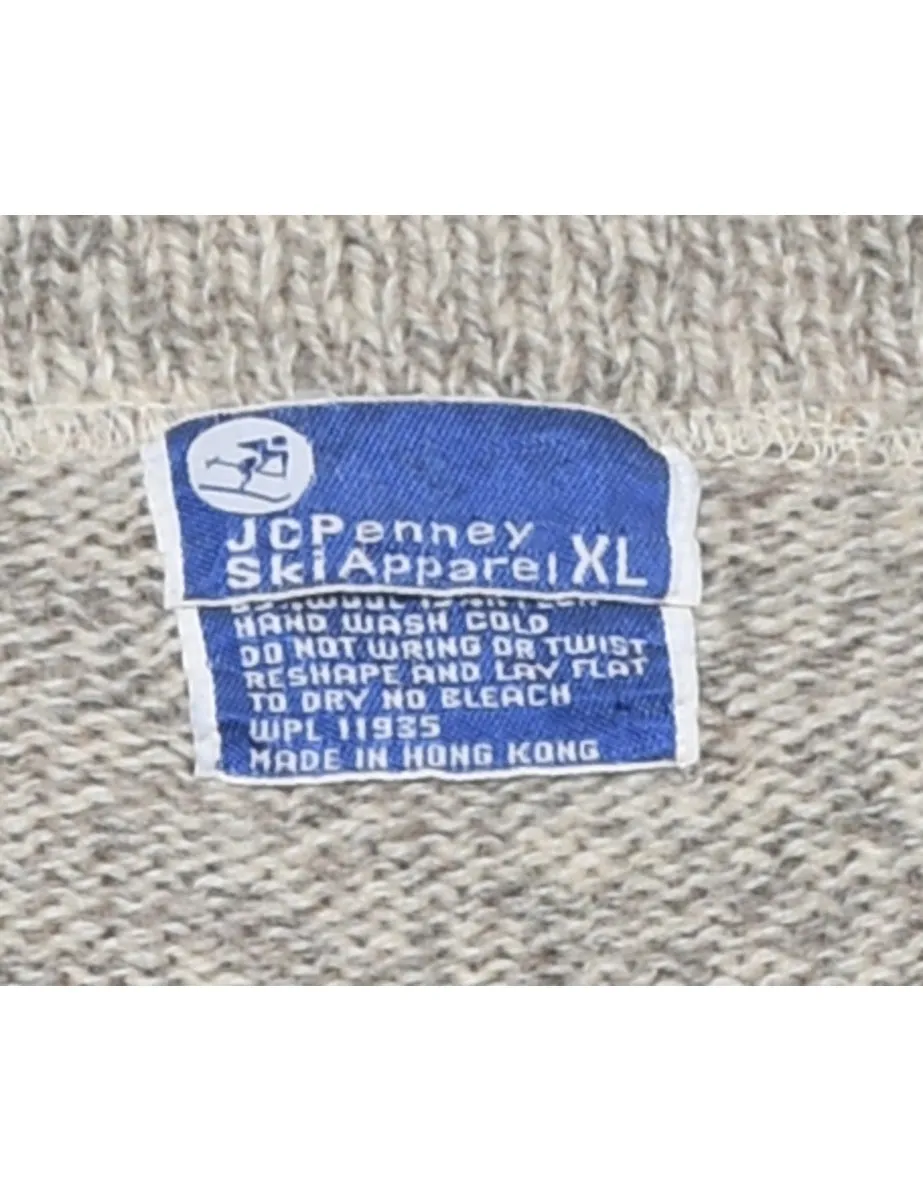 JCPenney
Ski Apparel XL
HAND WASH COLD
DO NOT WRING OR TWIST
RESHAPE AND LAY FLAT
TO DRY NO BLEACH
WPL 11935
MADE IN HONG KONG